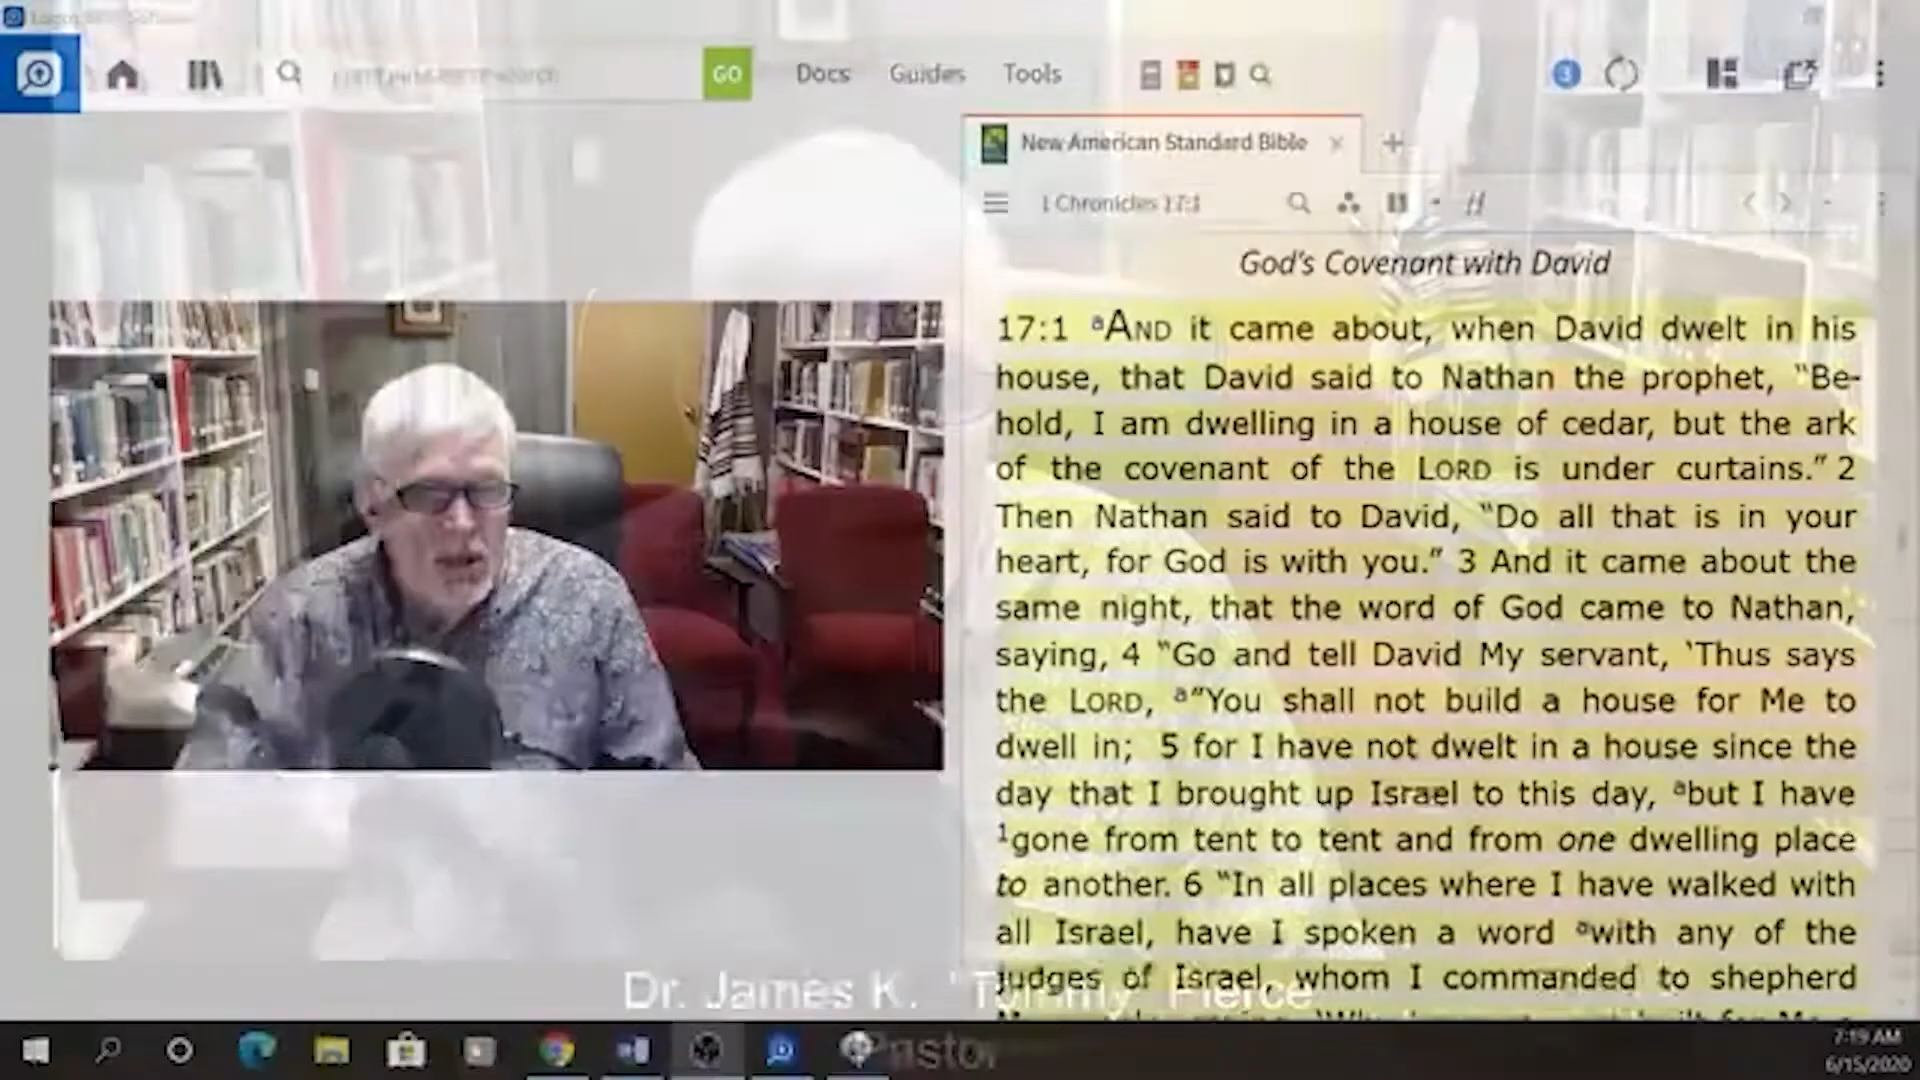 GO Docs Guides Tools 3
New American Standard Bible
1 Chronicles 17:1
God's Covenant with David
17:1 aAND it came about, when David dwelt in his
house, that David said to Nathan the prophet, “Be-
hold, I am dwelling in a house of cedar, but the ark
of the covenant of the LORD is under curtains.” 2
Then Nathan said to David, “Do all that is in your
heart, for God is with you.” 3 And it came about the
same night, that the word of God came to Nathan,
saying, 4 “Go and tell David My servant, ‘Thus says
the LORD, a“You shall not build a house for Me to
dwell in; 5 for I have not dwelt in a house since the
day that I brought up Israel to this day, abut I have
1gone from tent to tent and from one dwelling place
to another. 6 “In all places where I have walked with
all Israel, have I spoken a word awith any of the
judges of Israel, whom I commanded to shepherd
Dr. James K. "Tommy" Pierce
Pastor
7:19 AM
6/15/2020